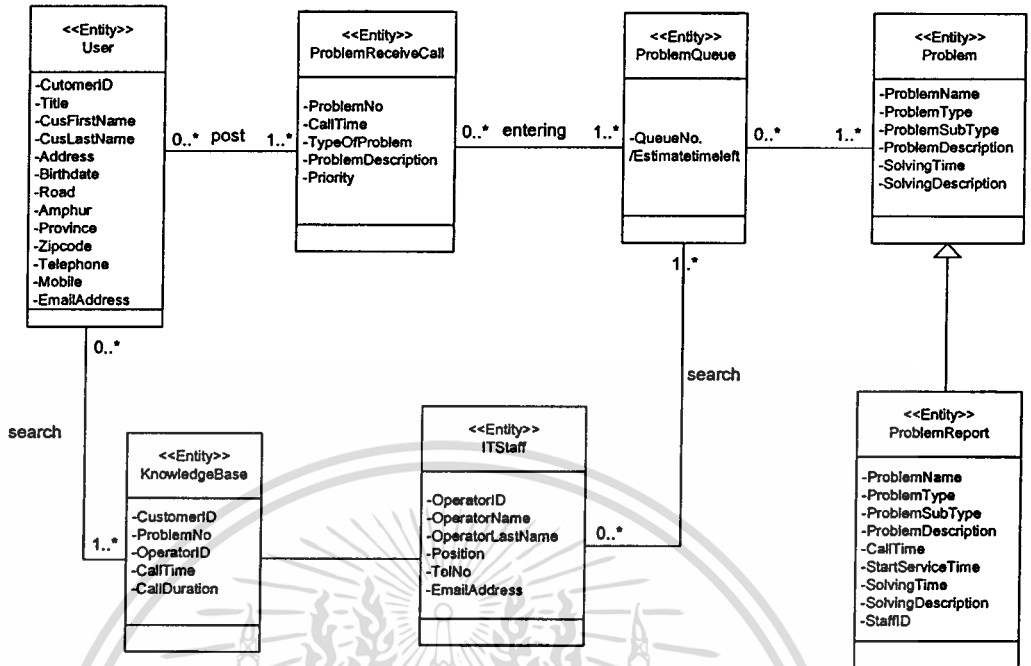 <<Entity>>
User
-CutomerID
-Title
-CusFirstName
-CusLastName
-Address
-Birthdate
-Road
-Amphur
-Province
-Zipcode
-Telephone
-Mobile
-EmailAddress
0..* post 1..*
<<Entity>>
ProblemReceiveCall
-ProblemNo
-CallTime
-TypeOfProblem
-ProblemDescription
-Priority
0..* entering 1..*
<<Entity>>
ProblemQueue
-QueueNo.
/Estimatetimeleft
0..* 1..*
<<Entity>>
Problem
-ProblemName
-ProblemType
-ProblemSubType
-ProblemDescription
-SolvingTime
-SolvingDescription
0..*
search
1..*
<<Entity>>
KnowledgeBase
-CustomerID
-ProblemNo
-OperatorID
-CallTime
-CallDuration
<<Entity>>
ITStaff
-OperatorID
-OperatorName
-OperatorLastName
-Position
-TelNo
-EmailAddress
1..*
search
0..*
<<Entity>>
ProblemReport
-ProblemName
-ProblemType
-ProblemSubType
-ProblemDescription
-CallTime
-StartServiceTime
-SolvingTime
-SolvingDescription
-StaffID